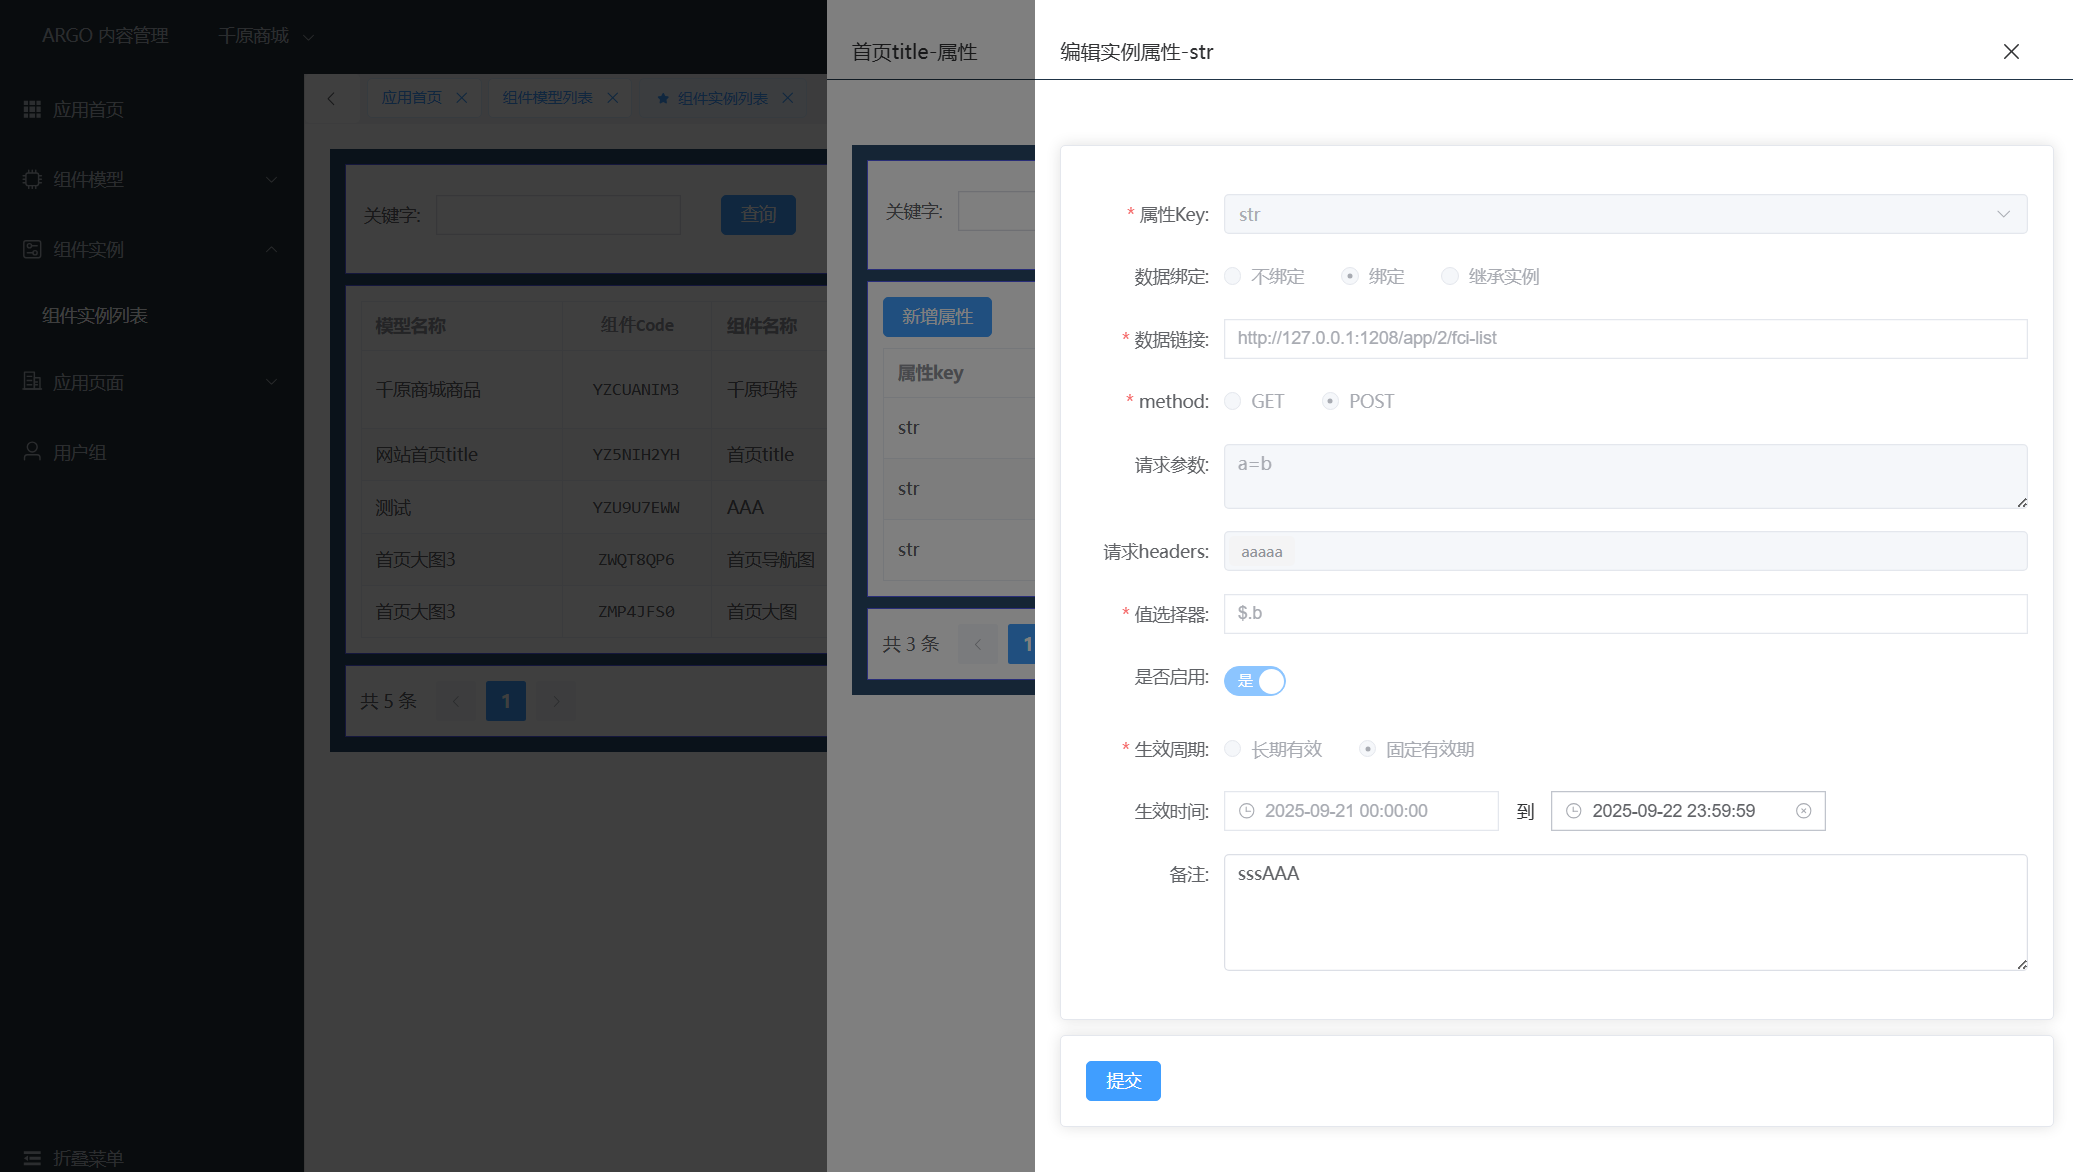 ARGO 内容管理
千原商城
应用首页
组件模型
组件实例
组件实例列表
应用页面
用户组
折叠菜单
应用首页
组件模型列表
组件实例列表
关键字:
查询
模型名称 组件Code 组件名称
千原商城商品 YZCUANIM3 千原玛特
网站首页title YZ5NIH2YH 首页title
测试 YZU9U7EWW AAA
首页大图3 ZWQT8QP6 首页导航图
首页大图3 ZMP4JFS0 首页大图
共 5 条 1
首页title-属性
关键字:
新增属性
属性key
str
str
str
共 3 条 1
编辑实例属性-str
* 属性Key: str
数据绑定: 不绑定 绑定 继承实例
* 数据链接: http://127.0.0.1:1208/app/2/fci-list
* method: GET POST
请求参数: a=b
请求headers: aaaaa
* 值选择器: $.b
是否启用: 是
* 生效周期: 长期有效 固定有效期
生效时间: 2025-09-21 00:00:00 到 2025-09-22 23:59:59
备注: sssAAA
提交